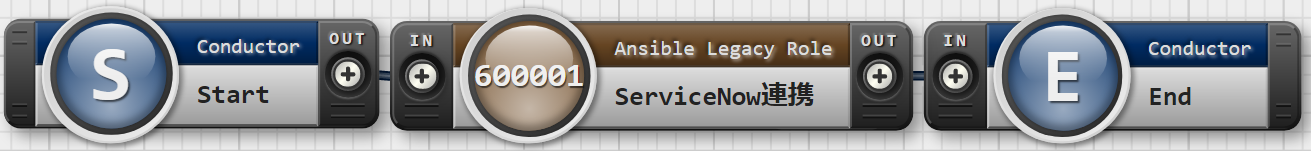 S
Conductor
Start
OUT
IN
600001
Ansible Legacy Role
ServiceNow連携
OUT
IN
E
Conductor
End